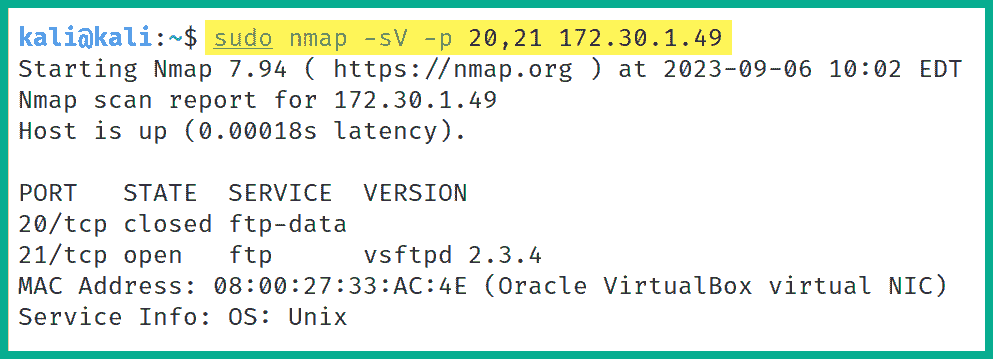 kali@kali:~$ sudo nmap -sV -p 20,21 172.30.1.49
Starting Nmap 7.94 ( https://nmap.org ) at 2023-09-06 10:02 EDT
Nmap scan report for 172.30.1.49
Host is up (0.00018s latency).

PORT   STATE  SERVICE  VERSION
20/tcp closed ftp-data
21/tcp open   ftp      vsftpd 2.3.4
MAC Address: 08:00:27:33:AC:4E (Oracle VirtualBox virtual NIC)
Service Info: OS: Unix